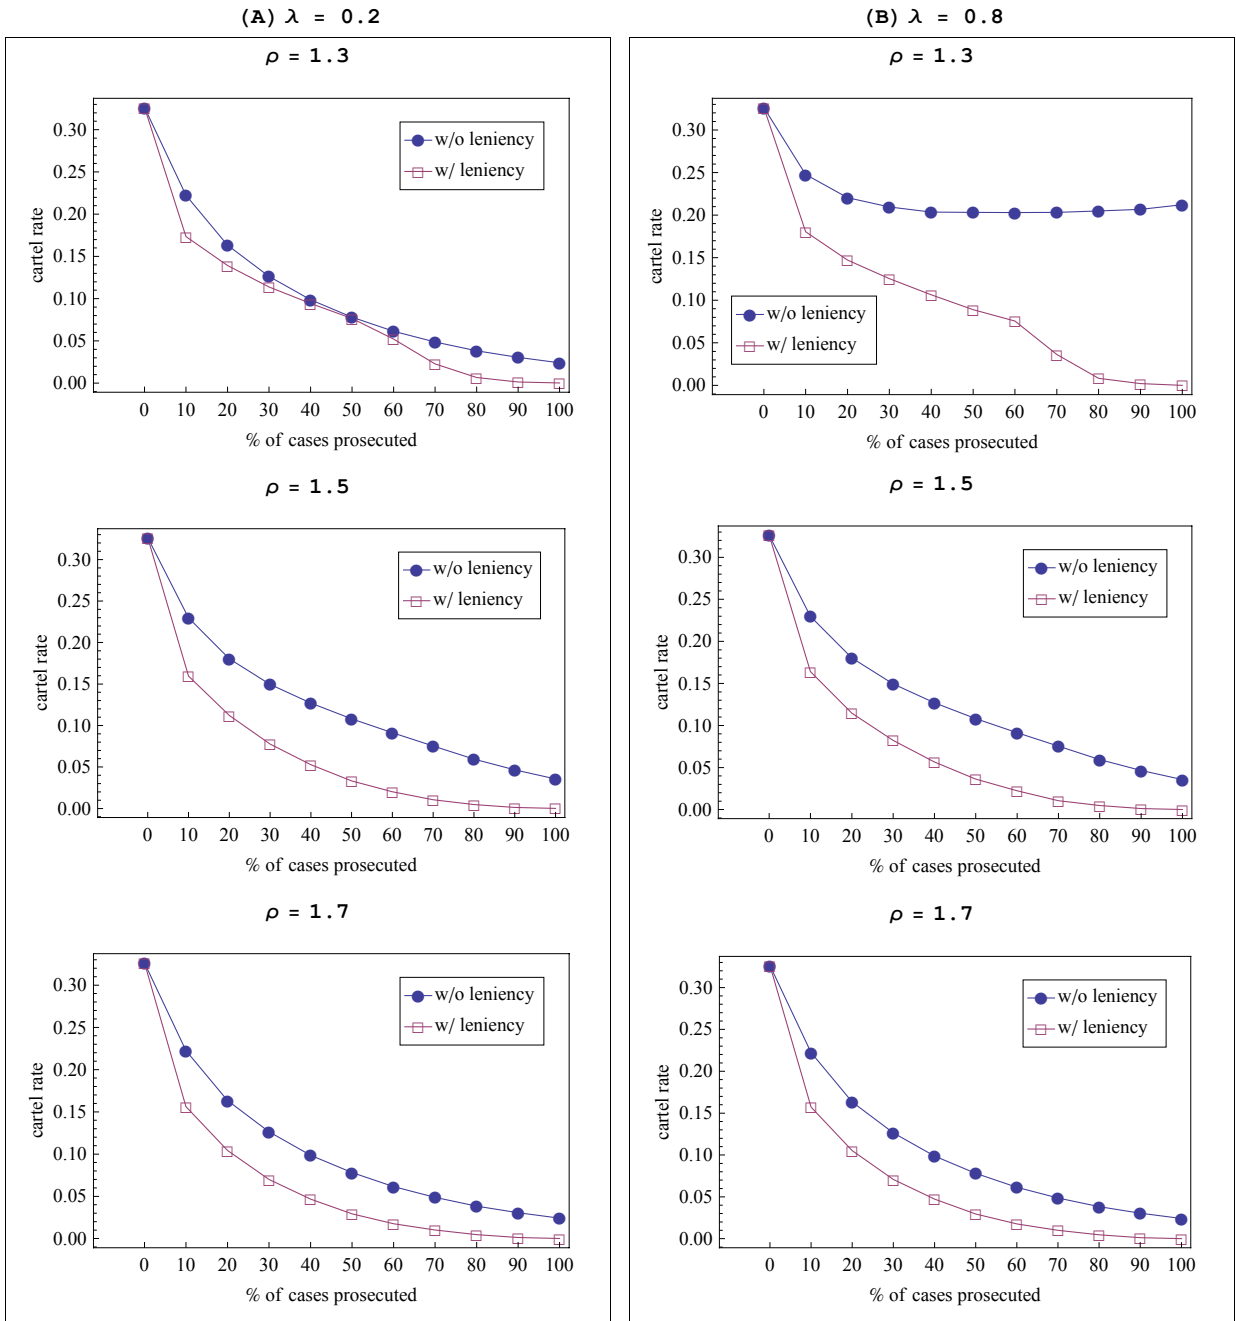 (A) λ = 0.2
ρ = 1.3
0.30
0.25
0.20
0.15
0.10
0.05
0.00
cartel rate
w/o leniency
w/ leniency
0 10 20 30 40 50 60 70 80 90 100
% of cases prosecuted
ρ = 1.5
0.30
0.25
0.20
0.15
0.10
0.05
0.00
cartel rate
w/o leniency
w/ leniency
0 10 20 30 40 50 60 70 80 90 100
% of cases prosecuted
ρ = 1.7
0.30
0.25
0.20
0.15
0.10
0.05
0.00
cartel rate
w/o leniency
w/ leniency
0 10 20 30 40 50 60 70 80 90 100
% of cases prosecuted
(B) λ = 0.8
ρ = 1.3
0.30
0.25
0.20
0.15
0.10
0.05
0.00
cartel rate
w/o leniency
w/ leniency
0 10 20 30 40 50 60 70 80 90 100
% of cases prosecuted
ρ = 1.5
0.30
0.25
0.20
0.15
0.10
0.05
0.00
cartel rate
w/o leniency
w/ leniency
0 10 20 30 40 50 60 70 80 90 100
% of cases prosecuted
ρ = 1.7
0.30
0.25
0.20
0.15
0.10
0.05
0.00
cartel rate
w/o leniency
w/ leniency
0 10 20 30 40 50 60 70 80 90 100
% of cases prosecuted